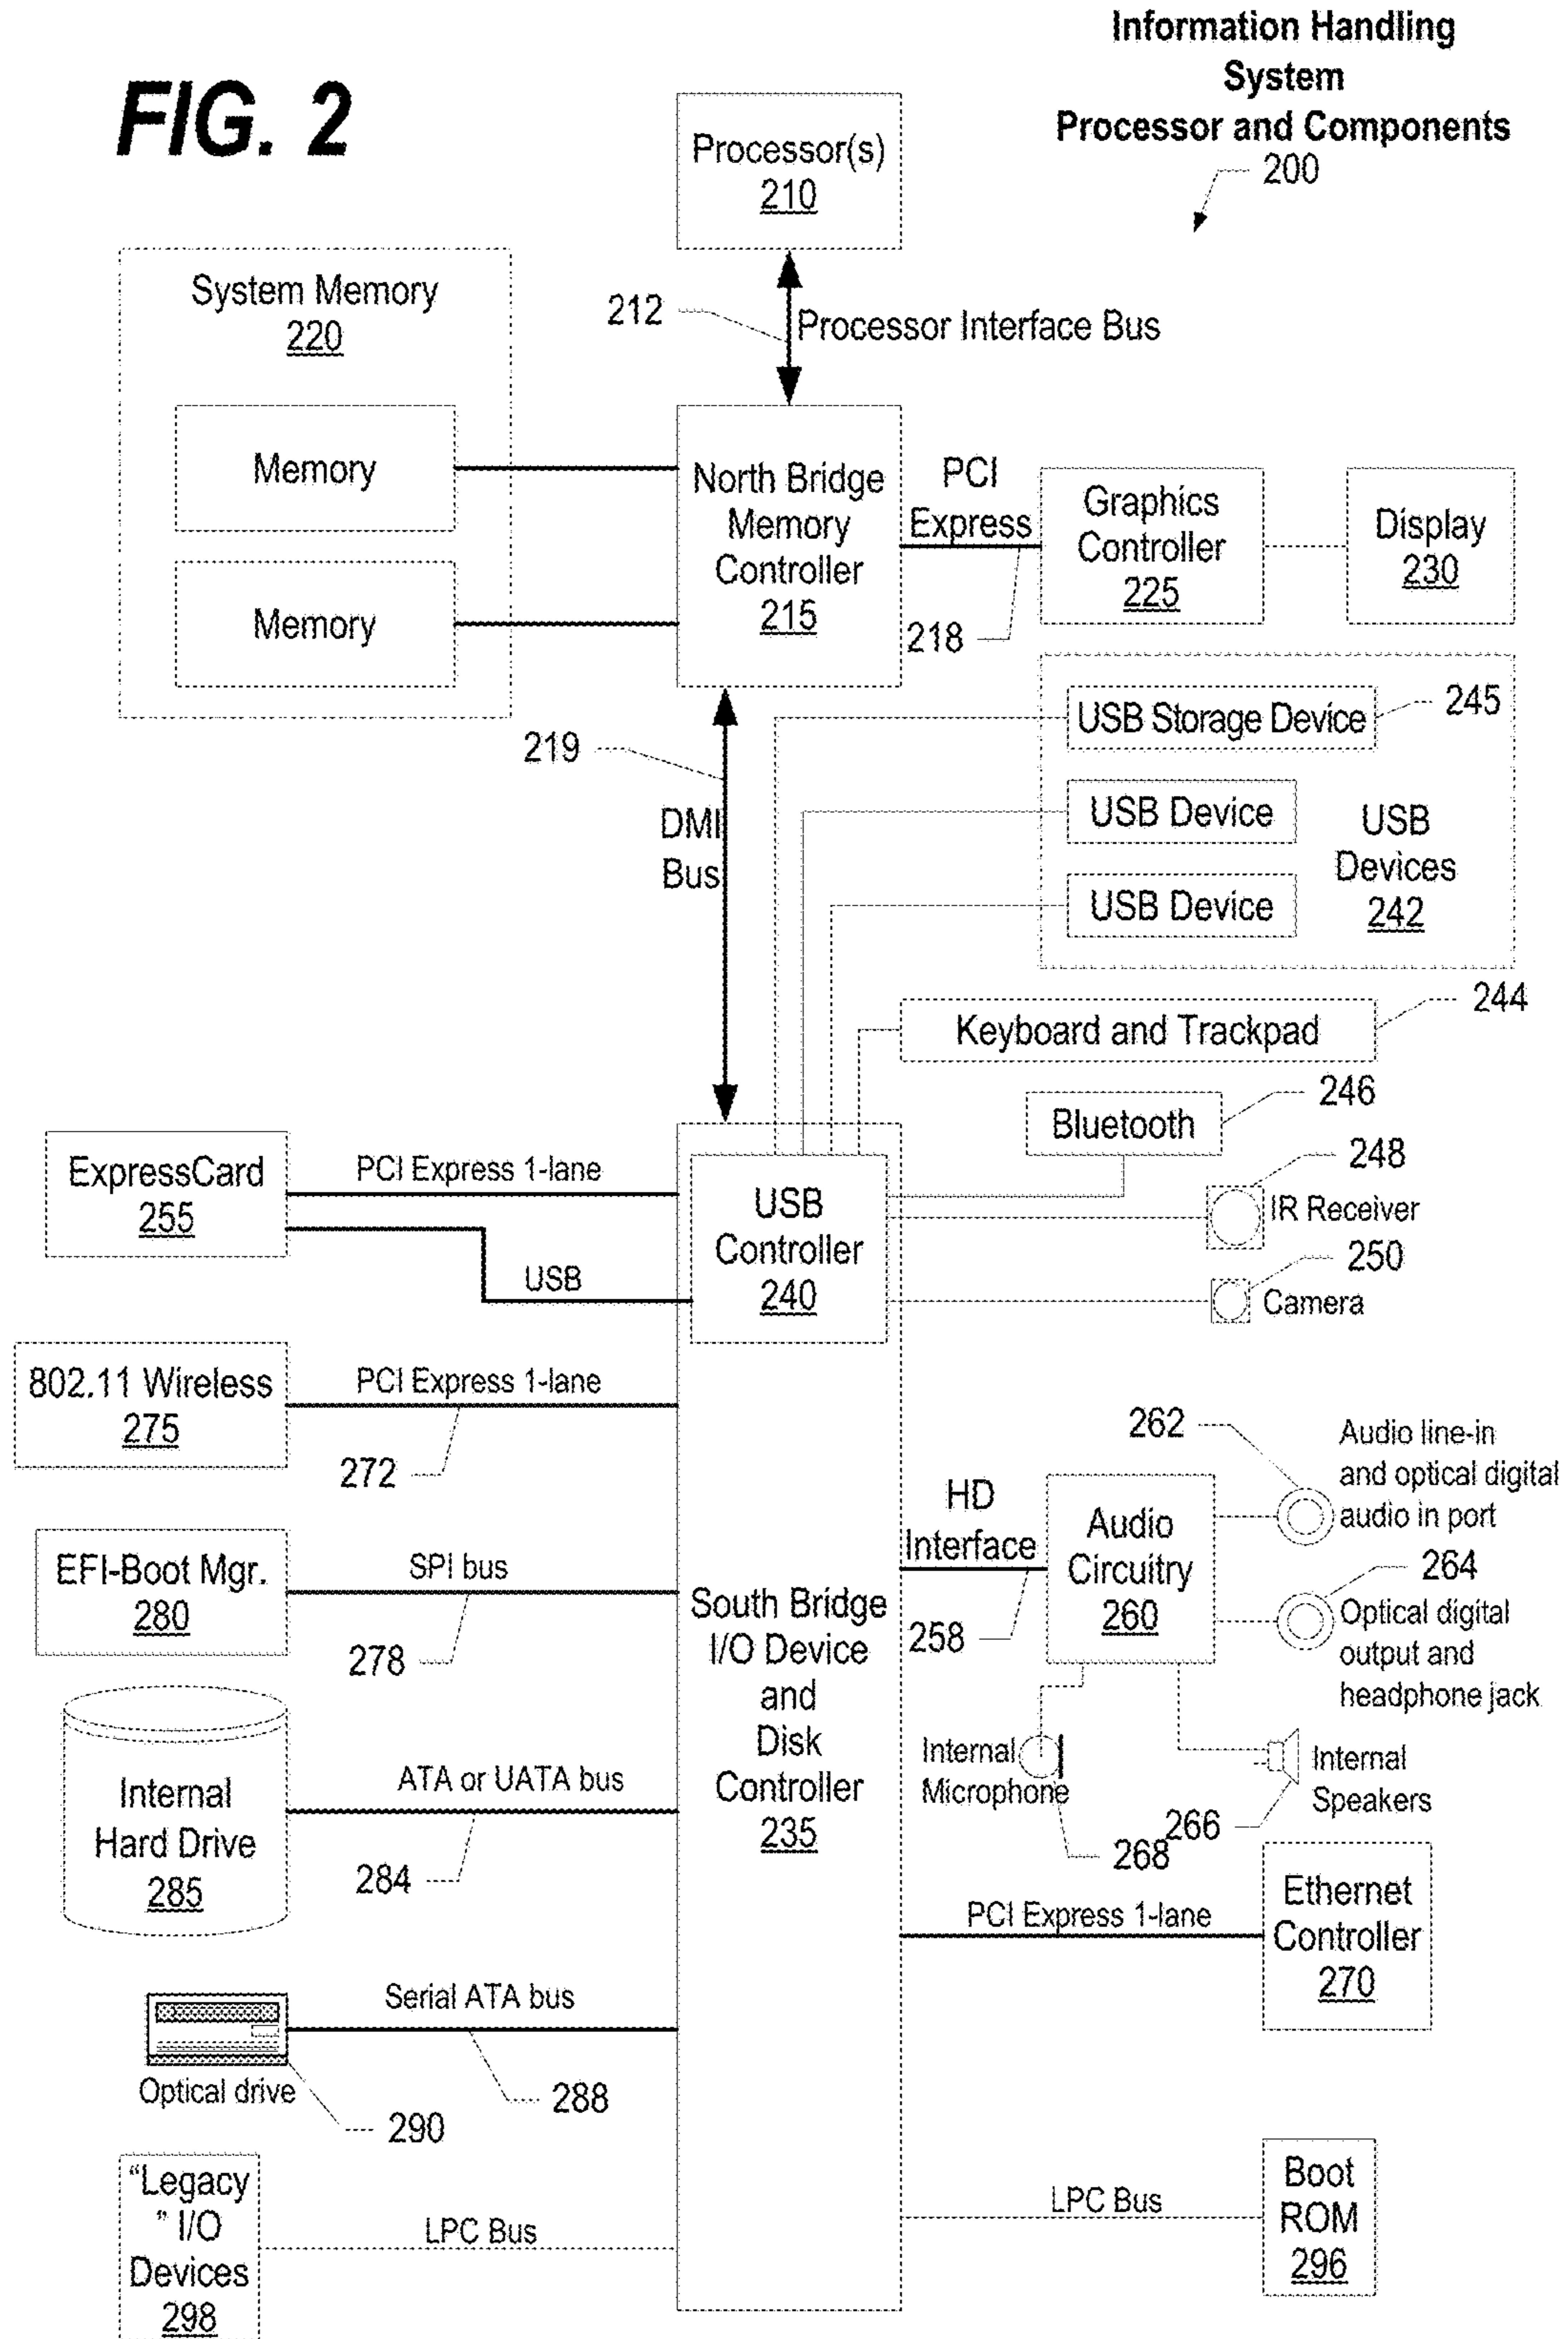 FIG. 2
Information Handling
System
Processor and Components
200
Processor(s)
210
System Memory
220
212
Processor Interface Bus
Memory
Memory
North Bridge
Memory
Controller
215
PCI
Express
218
Graphics
Controller
225
Display
230
219
DMI
Bus
USB Storage Device
245
USB Device
USB Device
USB
Devices
242
Keyboard and Trackpad
244
Bluetooth
246
248
IR Receiver
250
Camera
ExpressCard
255
PCI Express 1-lane
USB
USB
Controller
240
802.11 Wireless
275
PCI Express 1-lane
272
EFI-Boot Mgr.
280
SPI bus
278
South Bridge
I/O Device
and
Disk
Controller
235
HD
Interface
258
Audio
Circuitry
260
262
Audio line-in
and optical digital
audio in port
264
Optical digital
output and
headphone jack
Internal
Microphone
268
Internal
Speakers
266
Internal
Hard Drive
285
ATA or UATA bus
284
PCI Express 1-lane
Ethernet
Controller
270
Serial ATA bus
288
Optical drive
290
“Legacy
” I/O
Devices
298
LPC Bus
LPC Bus
Boot
ROM
296